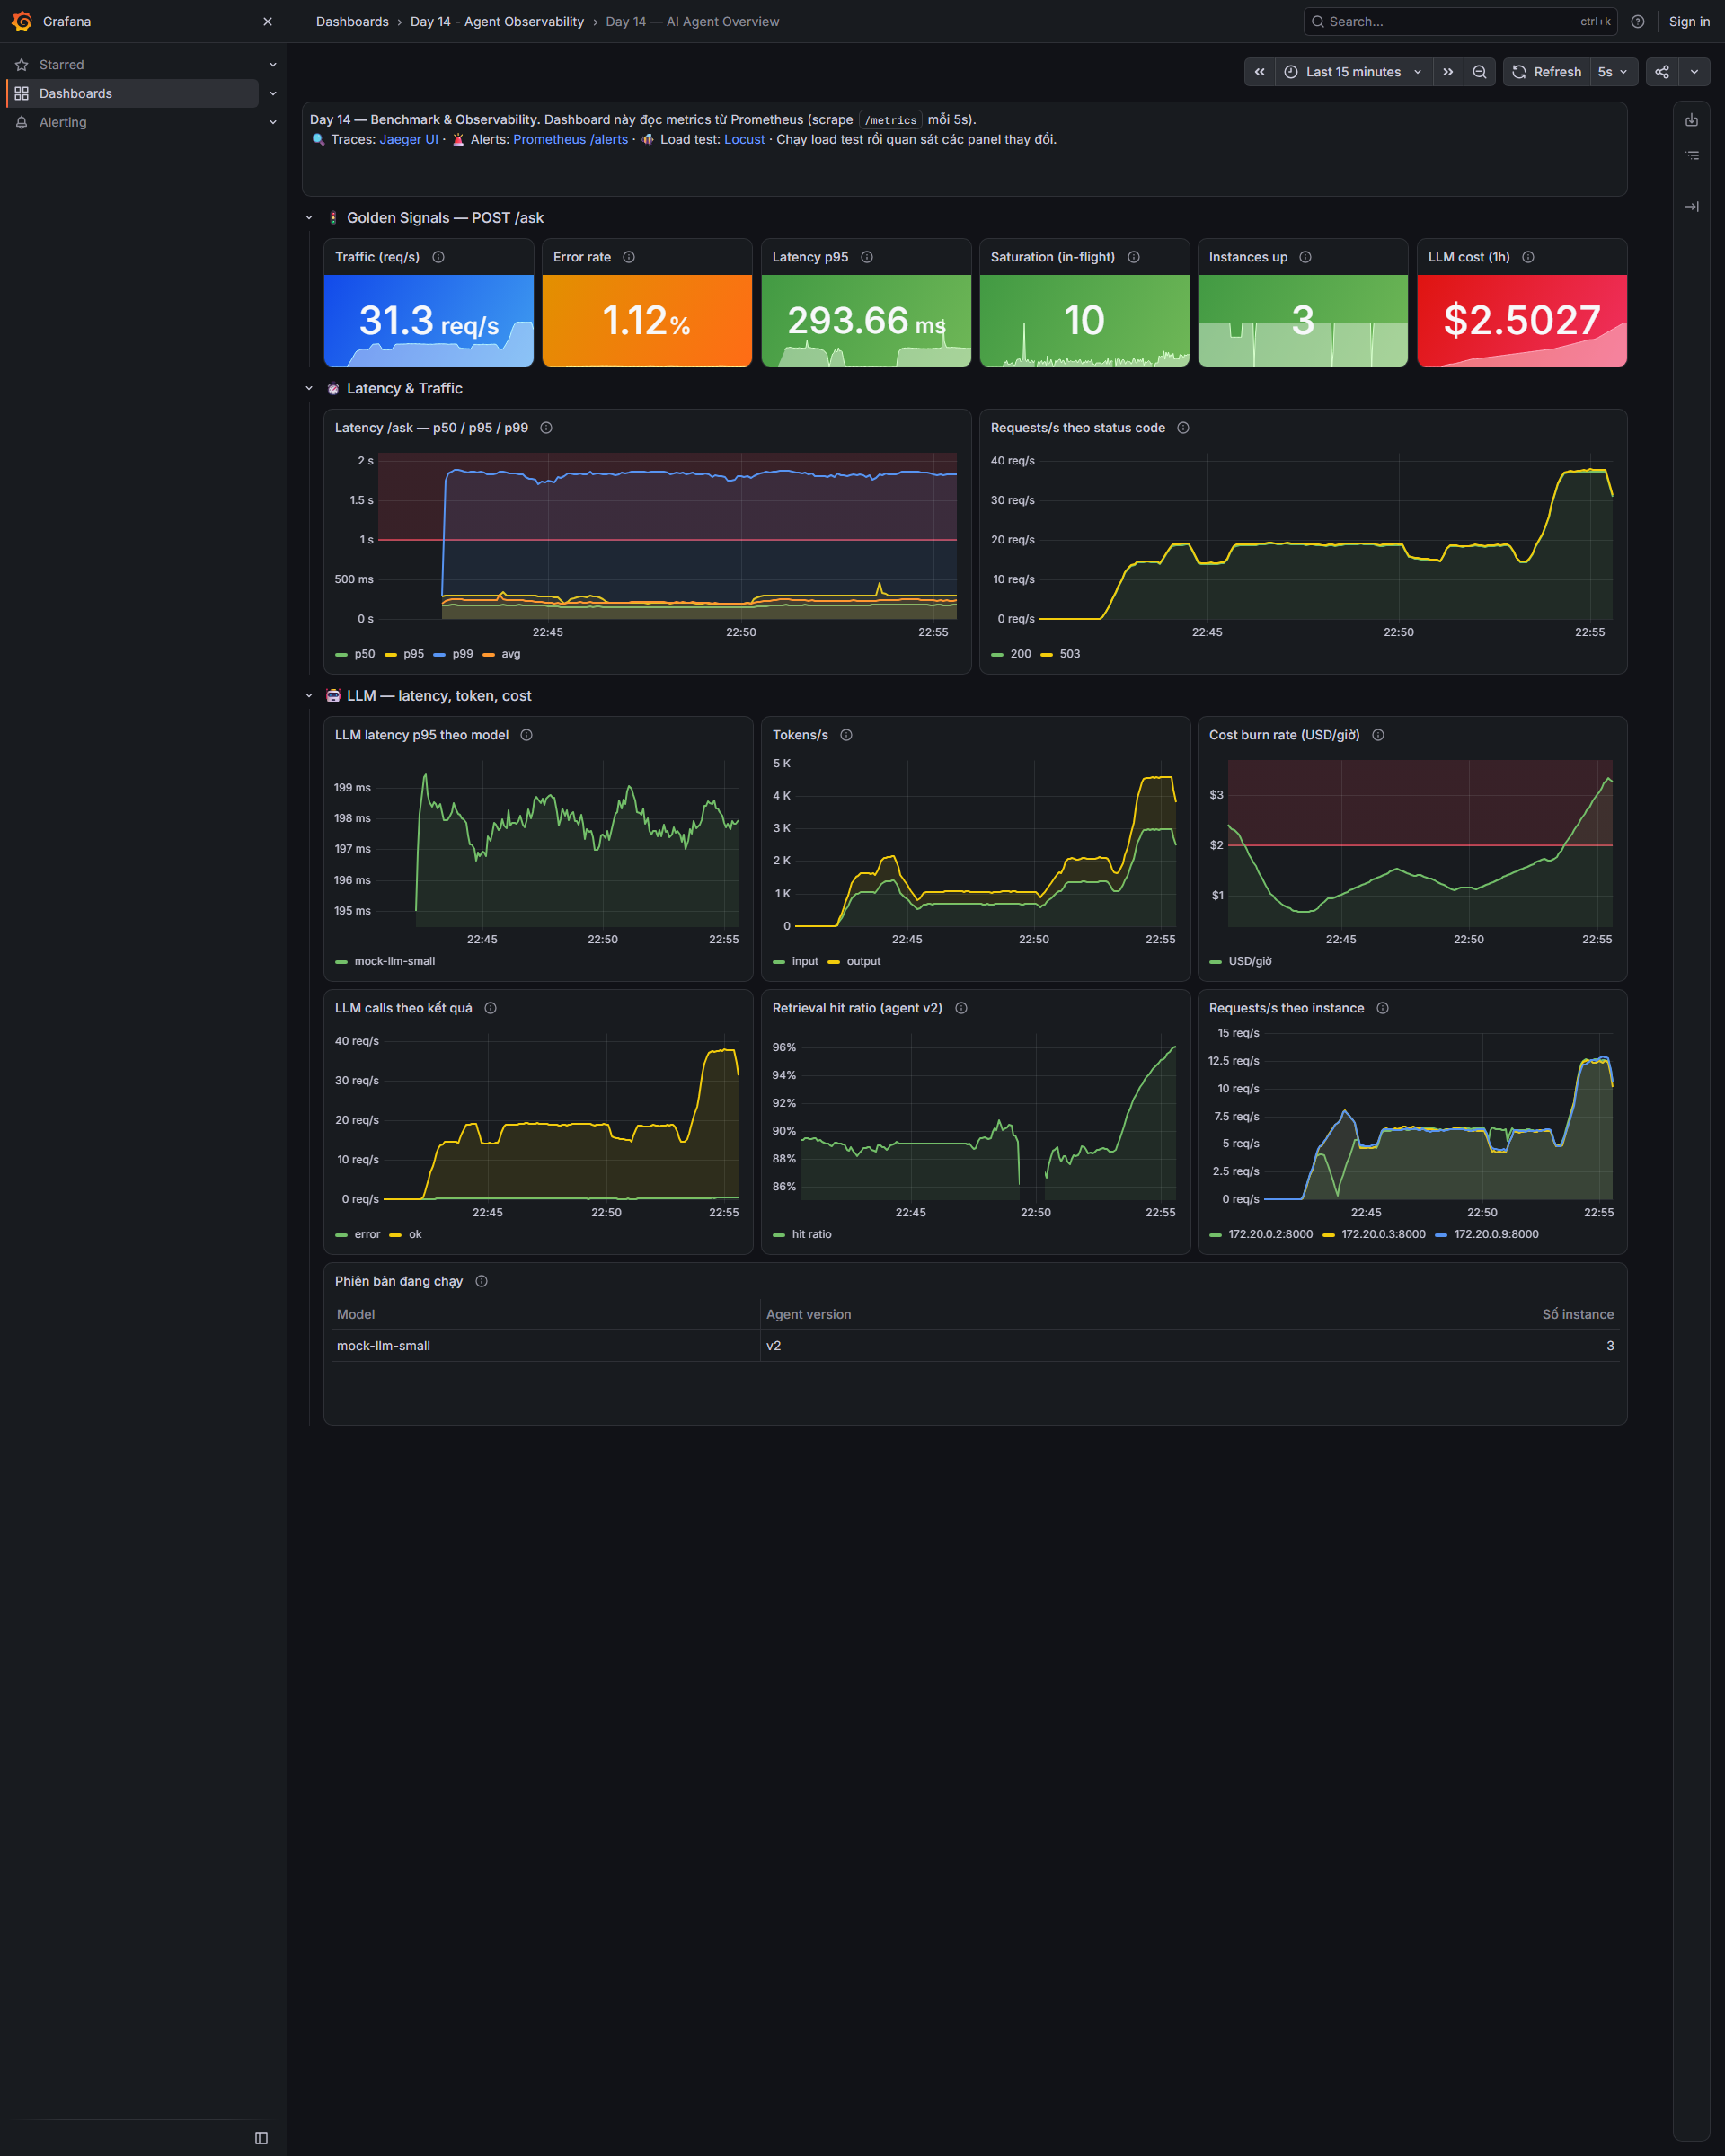 Grafana
Dashboards › Day 14 - Agent Observability › Day 14 — AI Agent Overview
Search... ctrl+k
Sign in
Starred
Dashboards
Alerting
Last 15 minutes
Refresh 5s
Day 14 — Benchmark & Observability. Dashboard này đọc metrics từ Prometheus (scrape /metrics mỗi 5s).
Traces: Jaeger UI · Alerts: Prometheus /alerts · Load test: Locust · Chạy load test rồi quan sát các panel thay đổi.
Golden Signals — POST /ask
Traffic (req/s)
31.3 req/s
Error rate
1.12%
Latency p95
293.66 ms
Saturation (in-flight)
10
Instances up
3
LLM cost (1h)
$2.5027
Latency & Traffic
Latency /ask — p50 / p95 / p99
2 s
1.5 s
1 s
500 ms
0 s
22:45 22:50 22:55
p50 p95 p99 avg
Requests/s theo status code
40 req/s
30 req/s
20 req/s
10 req/s
0 req/s
22:45 22:50 22:55
200 503
LLM — latency, token, cost
LLM latency p95 theo model
199 ms
198 ms
197 ms
196 ms
195 ms
22:45 22:50 22:55
mock-llm-small
Tokens/s
5 K
4 K
3 K
2 K
1 K
0
22:45 22:50 22:55
input output
Cost burn rate (USD/giờ)
$3
$2
$1
22:45 22:50 22:55
USD/giờ
LLM calls theo kết quả
40 req/s
30 req/s
20 req/s
10 req/s
0 req/s
22:45 22:50 22:55
error ok
Retrieval hit ratio (agent v2)
96%
94%
92%
90%
88%
86%
22:45 22:50 22:55
hit ratio
Requests/s theo instance
15 req/s
12.5 req/s
10 req/s
7.5 req/s
5 req/s
2.5 req/s
0 req/s
22:45 22:50 22:55
172.20.0.2:8000 172.20.0.3:8000 172.20.0.9:8000
Phiên bản đang chạy
Model Agent version Số instance
mock-llm-small v2 3